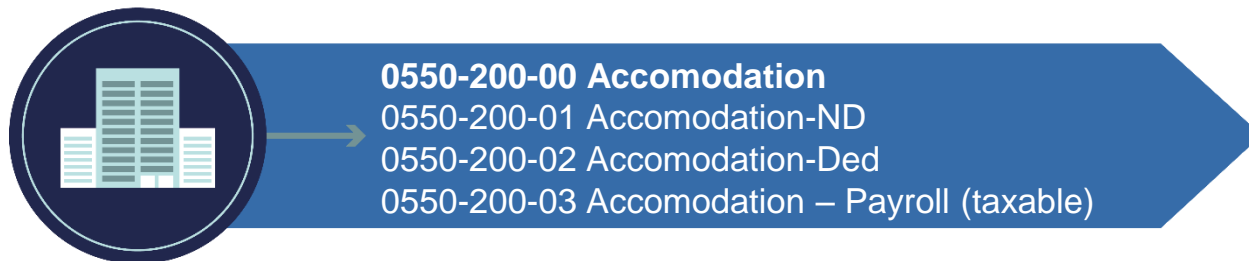 0550-200-00 Accomodation
0550-200-01 Accomodation-ND
0550-200-02 Accomodation-Ded
0550-200-03 Accomodation – Payroll (taxable)